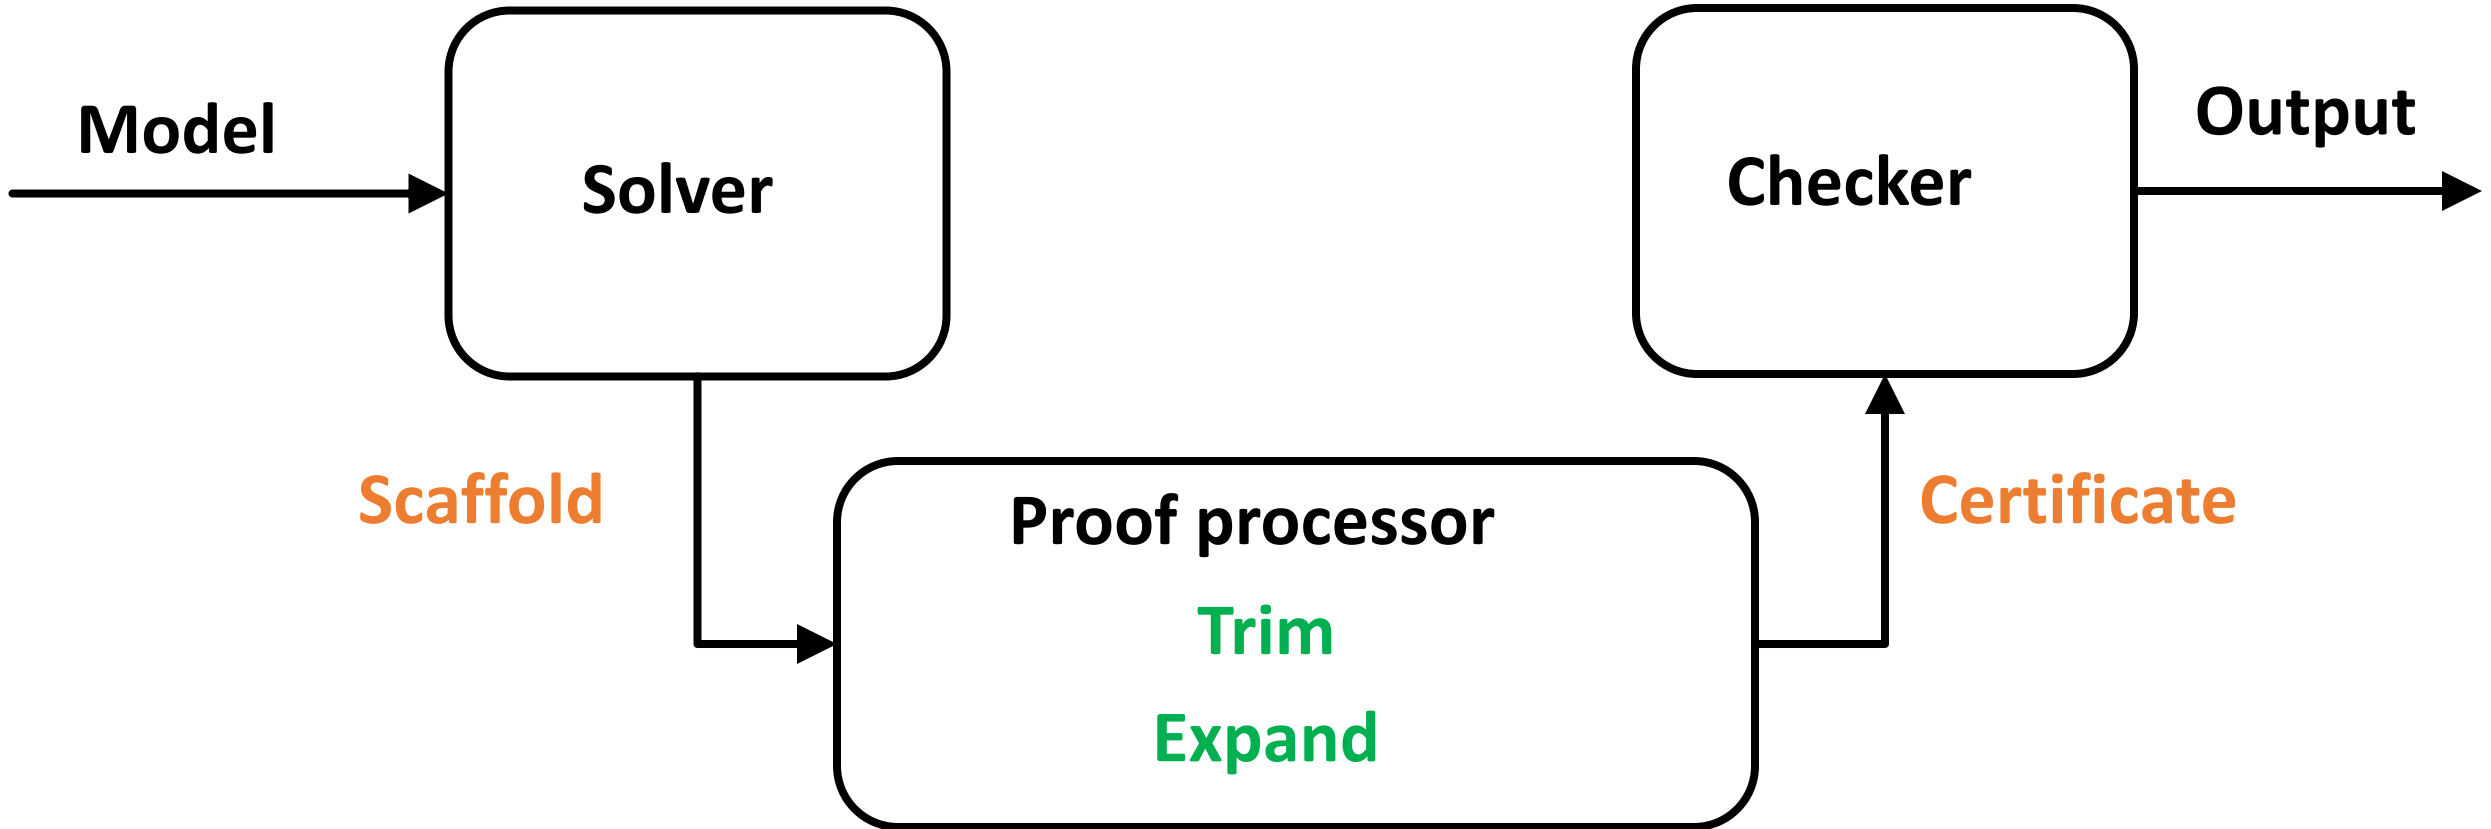 Model
Solver
Checker
Output
Scaffold
Proof processor
Trim
Expand
Certificate